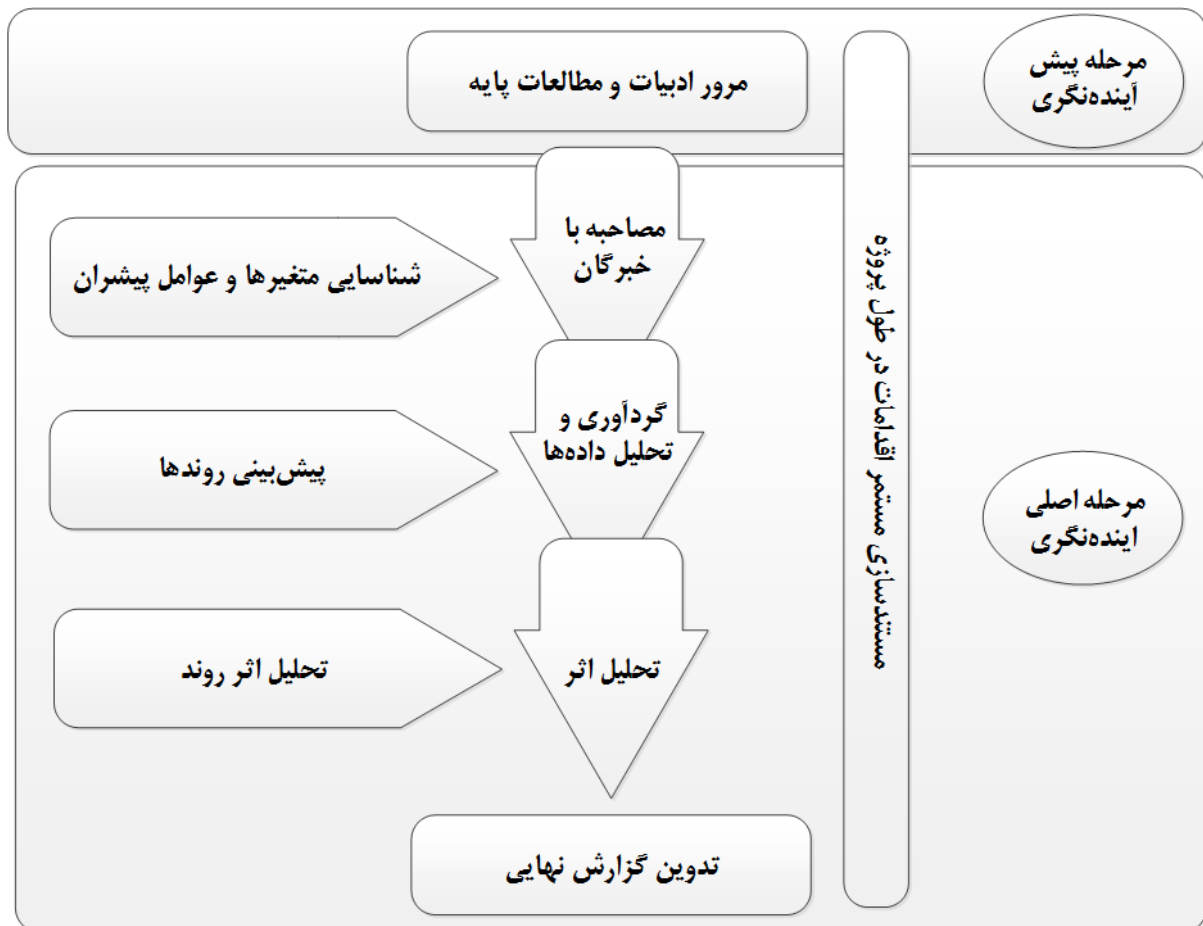 مرحله پیش
آینده‌نگری
مرور ادبیات و مطالعات پایه
مستندسازی مستمر اقدامات در طول پروژه
مصاحبه با
خبرگان
شناسایی متغیرها و عوامل پیشران
گردآوری و
تحلیل داده‌ها
پیش‌بینی روندها
مرحله اصلی
اینده‌نگری
تحلیل اثر
تحلیل اثر روند
تدوین گزارش نهایی